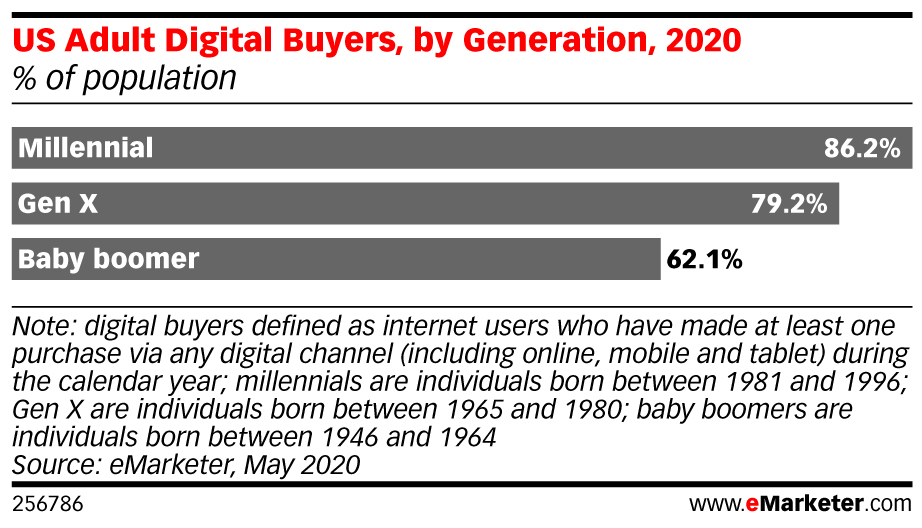 US Adult Digital Buyers, by Generation, 2020
% of population
Millennial 86.2%
Gen X 79.2%
Baby boomer 62.1%
Note: digital buyers defined as internet users who have made at least one
purchase via any digital channel (including online, mobile and tablet) during
the calendar year; millennials are individuals born between 1981 and 1996;
Gen X are individuals born between 1965 and 1980; baby boomers are
individuals born between 1946 and 1964
Source: eMarketer, May 2020
256786 www.eMarketer.com